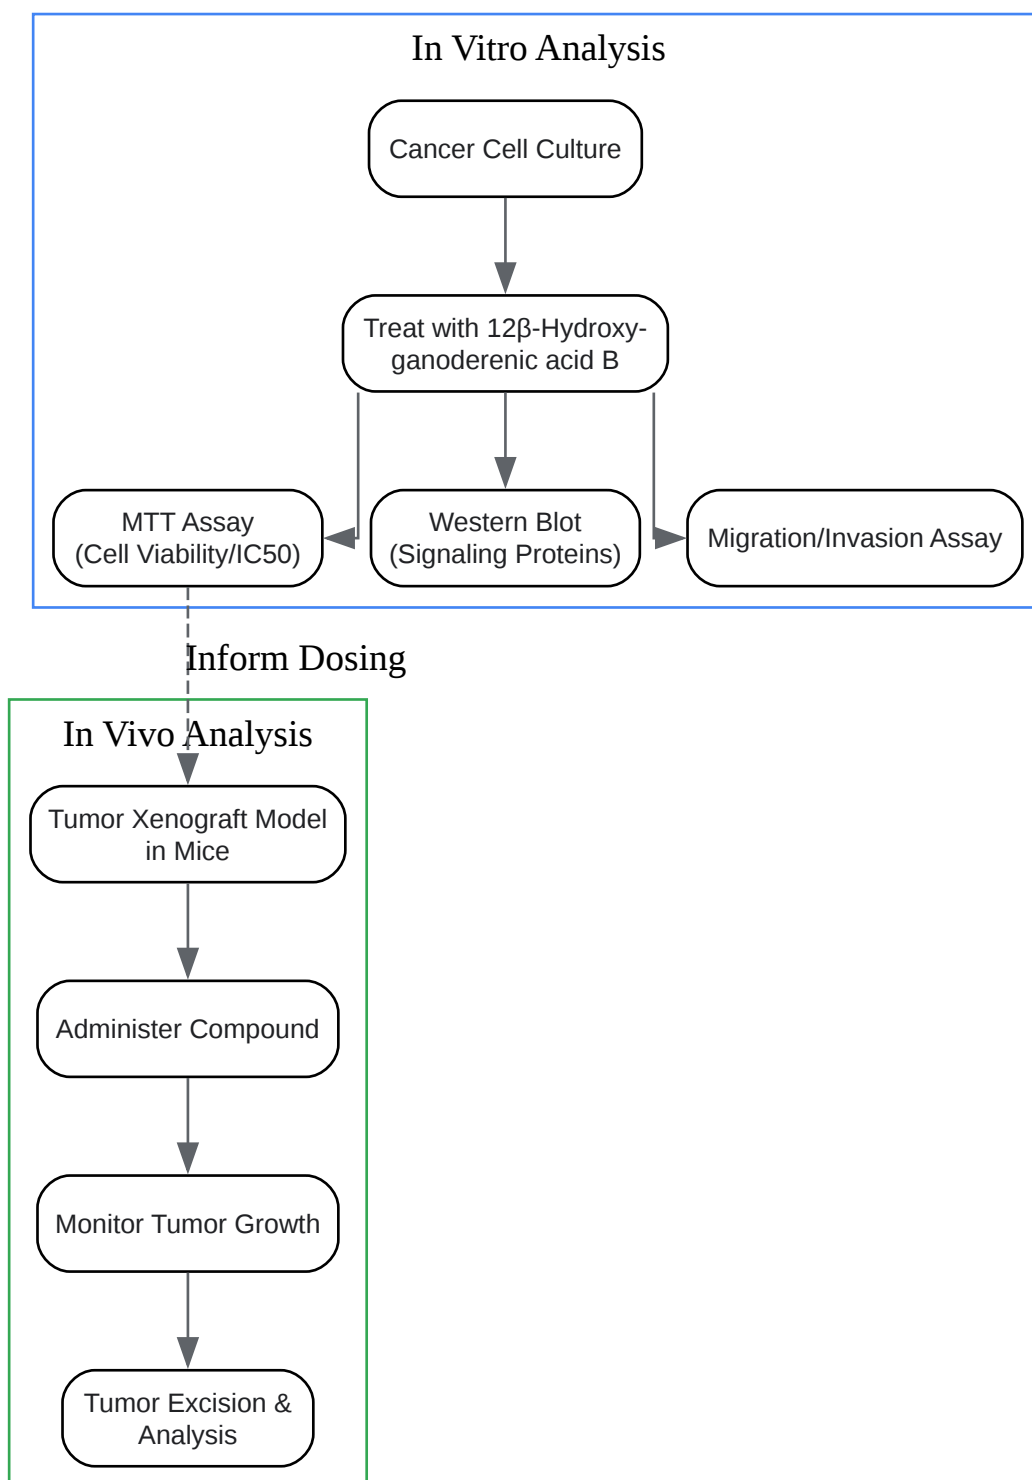 In Vitro Analysis
Cancer Cell Culture
Treat with 12β-Hydroxy-
ganoderenic acid B
MTT Assay
(Cell Viability/IC50)
Western Blot
(Signaling Proteins)
Migration/Invasion Assay
Inform Dosing
In Vivo Analysis
Tumor Xenograft Model
in Mice
Administer Compound
Monitor Tumor Growth
Tumor Excision &
Analysis